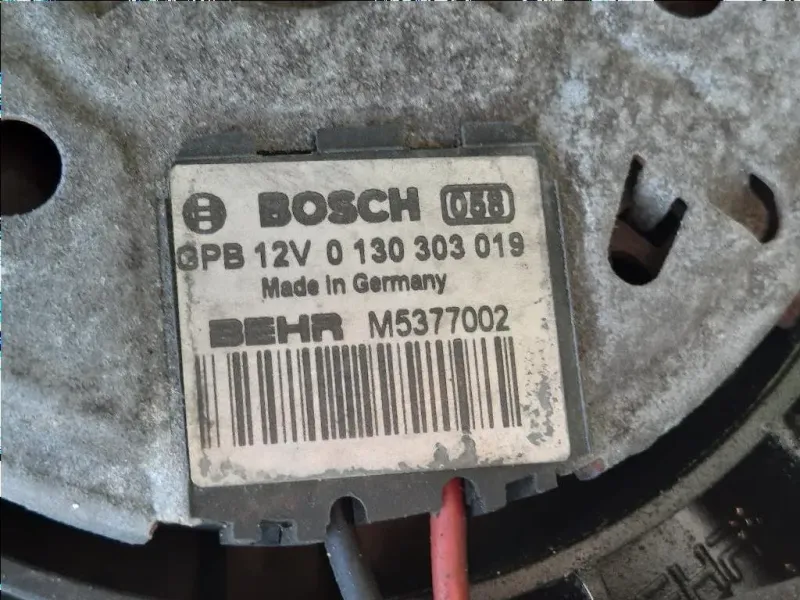 BOSCH 058
GPB 12V 0 130 303 019
Made in Germany
BEHR M5377002